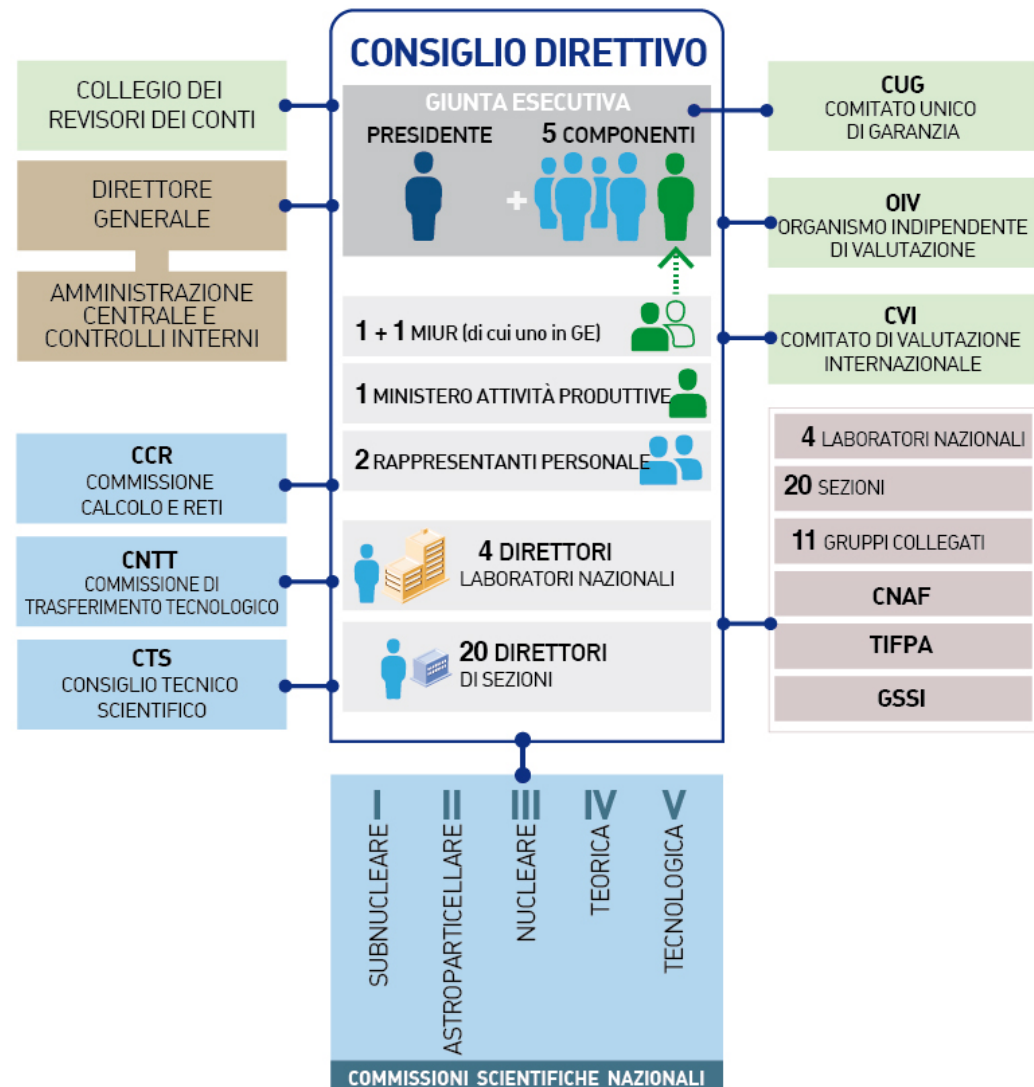 CONSIGLIO DIRETTIVO
GIUNTA ESECUTIVA
PRESIDENTE
5 COMPONENTI
+
1 + 1 MIUR (di cui uno in GE)
1 MINISTERO ATTIVITÀ PRODUTTIVE
2 RAPPRESENTANTI PERSONALE
4 DIRETTORI
LABORATORI NAZIONALI
20 DIRETTORI
DI SEZIONI
COLLEGIO DEI
REVISORI DEI CONTI
DIRETTORE
GENERALE
AMMINISTRAZIONE
CENTRALE E
CONTROLLI INTERNI
CCR
COMMISSIONE
CALCOLO E RETI
CNTT
COMMISSIONE DI
TRASFERIMENTO TECNOLOGICO
CTS
CONSIGLIO TECNICO
SCIENTIFICO
CUG
COMITATO UNICO
DI GARANZIA
OIV
ORGANISMO INDIPENDENTE
DI VALUTAZIONE
CVI
COMITATO DI VALUTAZIONE
INTERNAZIONALE
4 LABORATORI NAZIONALI
20 SEZIONI
11 GRUPPI COLLEGATI
CNAF
TIFPA
GSSI
I
SUBNUCLEARE
II
ASTROPARTICELLARE
III
NUCLEARE
IV
TEORICA
V
TECNOLOGICA
COMMISSIONI SCIENTIFICHE NAZIONALI